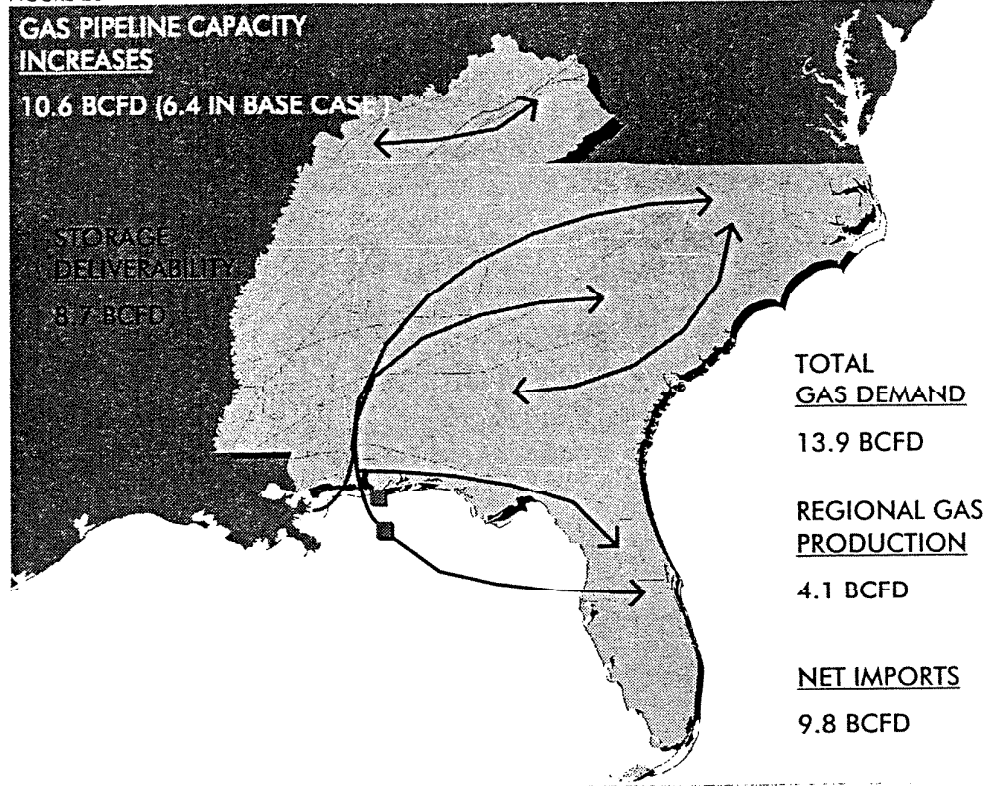 GAS PIPELINE CAPACITY
INCREASES
10.6 BCFD (6.4 IN BASE CASE)
STORAGE
DELIVERABILITY
8.7 BCFD
TOTAL
GAS DEMAND
13.9 BCFD
REGIONAL GAS
PRODUCTION
4.1 BCFD
NET IMPORTS
9.8 BCFD